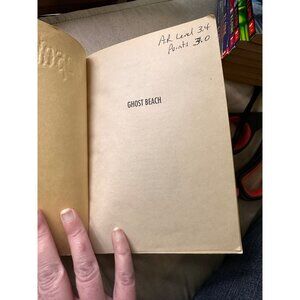 AR Level 3.4
Points 3.0
GHOST BEACH